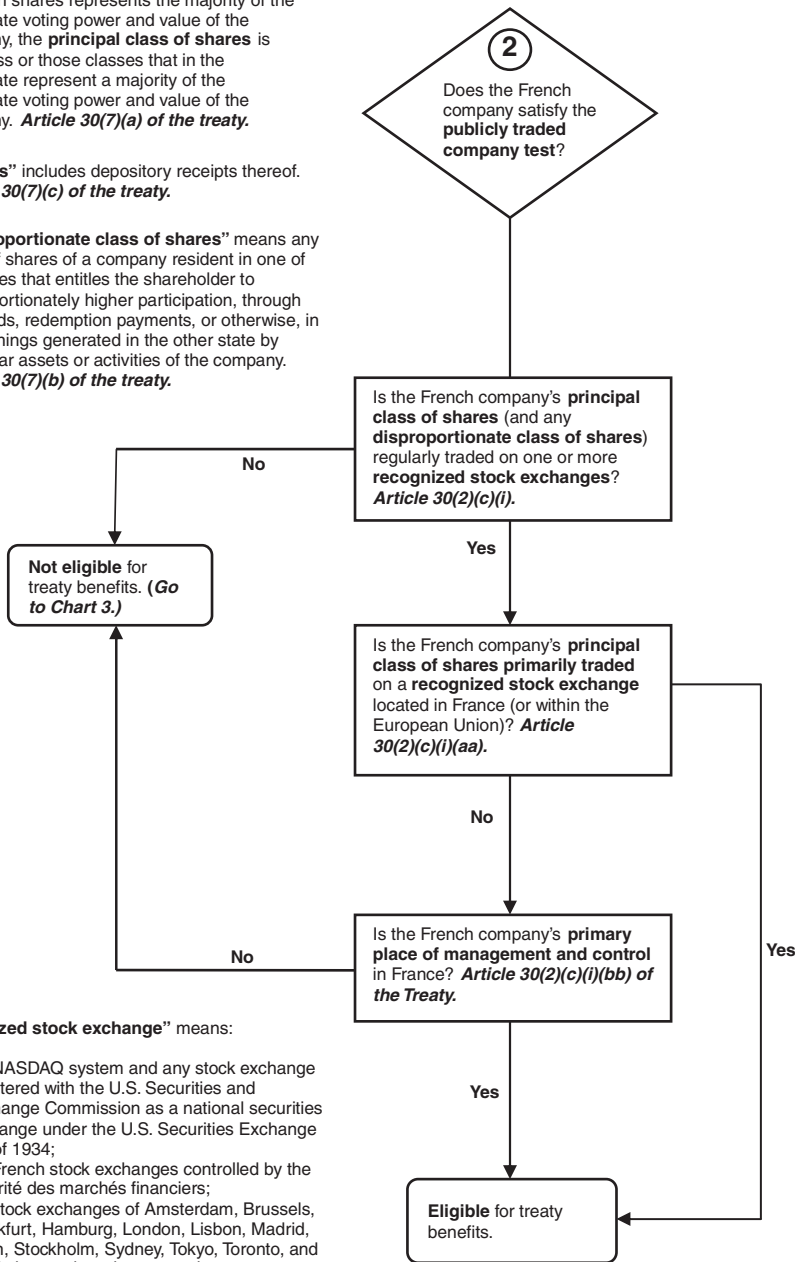 n shares represents the majority of the
ate voting power and value of the
ny, the principal class of shares is
ss or those classes that in the
ate represent a majority of the
ate voting power and value of the
ny. Article 30(7)(a) of the treaty.
s” includes depository receipts thereof.
30(7)(c) of the treaty.
oportionate class of shares” means any
f shares of a company resident in one of
es that entitles the shareholder to
ortionately higher participation, through
ds, redemption payments, or otherwise, in
nings generated in the other state by
ar assets or activities of the company.
30(7)(b) of the treaty.
2
Does the French
company satisfy the
publicly traded
company test?
Is the French company’s principal
class of shares (and any
disproportionate class of shares)
regularly traded on one or more
recognized stock exchanges?
Article 30(2)(c)(i).
No
Yes
Not eligible for
treaty benefits. (Go
to Chart 3.)
Is the French company’s principal
class of shares primarily traded
on a recognized stock exchange
located in France (or within the
European Union)? Article
30(2)(c)(i)(aa).
No
Yes
Is the French company’s primary
place of management and control
in France? Article 30(2)(c)(i)(bb) of
the Treaty.
No
Yes
Eligible for treaty
benefits.
zed stock exchange” means:
NASDAQ system and any stock exchange
tered with the U.S. Securities and
ange Commission as a national securities
ange under the U.S. Securities Exchange
of 1934;
French stock exchanges controlled by the
rité des marchés financiers;
tock exchanges of Amsterdam, Brussels,
kfurt, Hamburg, London, Lisbon, Madrid,
n, Stockholm, Sydney, Tokyo, Toronto, and